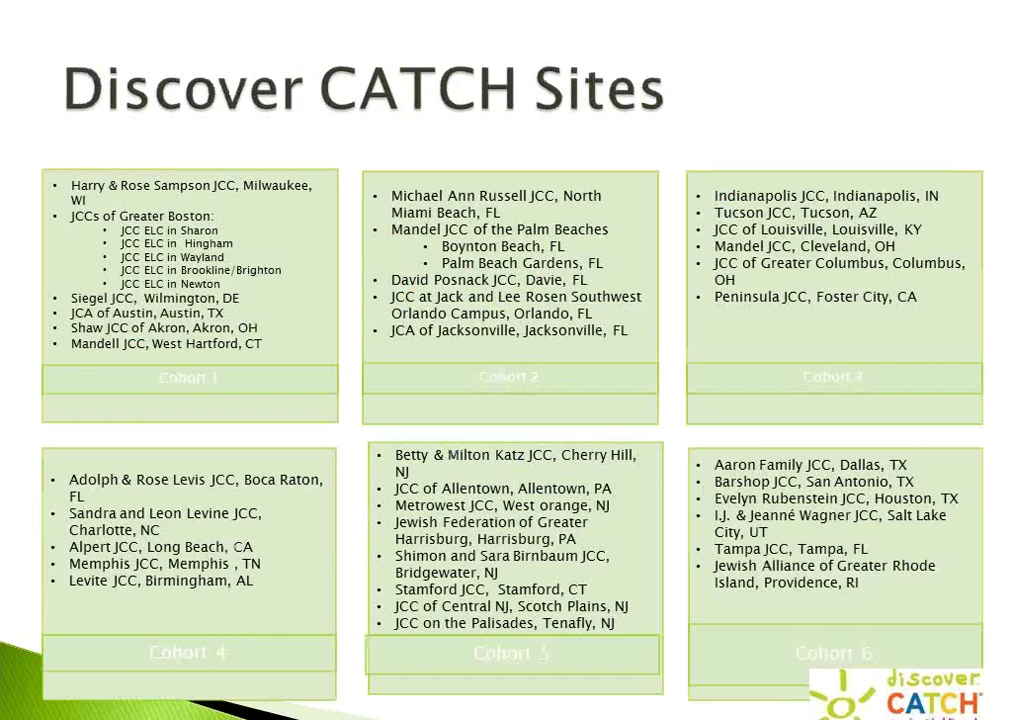 Discover CATCH Sites
• Harry & Rose Sampson JCC, Milwaukee,
WI
• JCCs of Greater Boston:
• JCC ELC in Sharon
• JCC ELC in Hingham
• JCC ELC in Wayland
• JCC ELC in Brookline/Brighton
• JCC ELC in Newton
• Siegel JCC, Wilmington, DE
• JCA of Austin, Austin, TX
• Shaw JCC of Akron, Akron, OH
• Mandell JCC, West Hartford, CT
Cohort 1
• Michael Ann Russell JCC, North
Miami Beach, FL
• Mandel JCC of the Palm Beaches
• Boynton Beach, FL
• Palm Beach Gardens, FL
• David Posnack JCC, Davie, FL
• JCC at Jack and Lee Rosen Southwest
Orlando Campus, Orlando, FL
• JCA of Jacksonville, Jacksonville, FL
Cohort 2
• Indianapolis JCC, Indianapolis, IN
• Tucson JCC, Tucson, AZ
• JCC of Louisville, Louisville, KY
• Mandel JCC, Cleveland, OH
• JCC of Greater Columbus, Columbus,
OH
• Peninsula JCC, Foster City, CA
Cohort 3
• Adolph & Rose Levis JCC, Boca Raton,
FL
• Sandra and Leon Levine JCC,
Charlotte, NC
• Alpert JCC, Long Beach, CA
• Memphis JCC, Memphis , TN
• Levite JCC, Birmingham, AL
Cohort 4
• Betty & Milton Katz JCC, Cherry Hill,
NJ
• JCC of Allentown, Allentown, PA
• Metrowest JCC, West orange, NJ
• Jewish Federation of Greater
Harrisburg, Harrisburg, PA
• Shimon and Sara Birnbaum JCC,
Bridgewater, NJ
• Stamford JCC, Stamford, CT
• JCC of Central NJ, Scotch Plains, NJ
• JCC on the Palisades, Tenafly, NJ
Cohort 5
• Aaron Family JCC, Dallas, TX
• Barshop JCC, San Antonio, TX
• Evelyn Rubenstein JCC, Houston, TX
• I.J. & Jeanné Wagner JCC, Salt Lake
City, UT
• Tampa JCC, Tampa, FL
• Jewish Alliance of Greater Rhode
Island, Providence, RI
Cohort 6
discover
CATCH